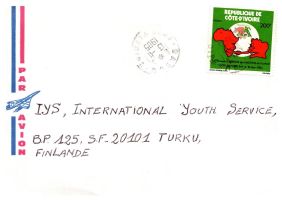 REPUBLIQUE DE
CÔTE D'IVOIRE
PAR AVION
IYS, INTERNATIONAL YOUTH SERVICE,
BP 125, SF-20101 TURKU,
FINLANDE